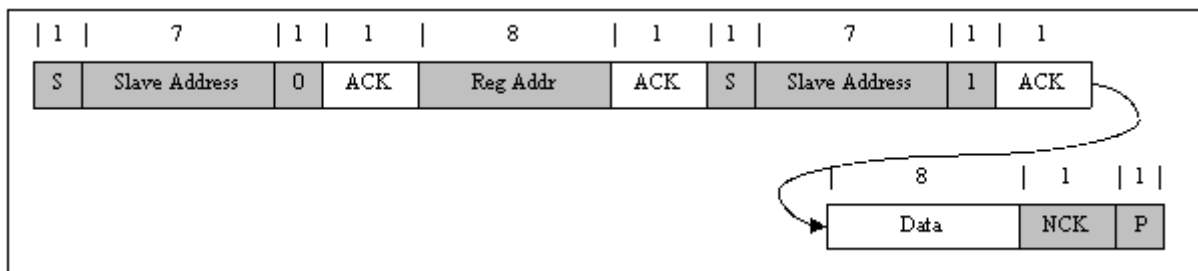 | 1 | 7 | 1 | 1 | 8 | 1 | 1 | 7 | 1 | 1
S Slave Address 0 ACK Reg Addr ACK S Slave Address 1 ACK
| 8 | 1 | 1 |
Data NCK P